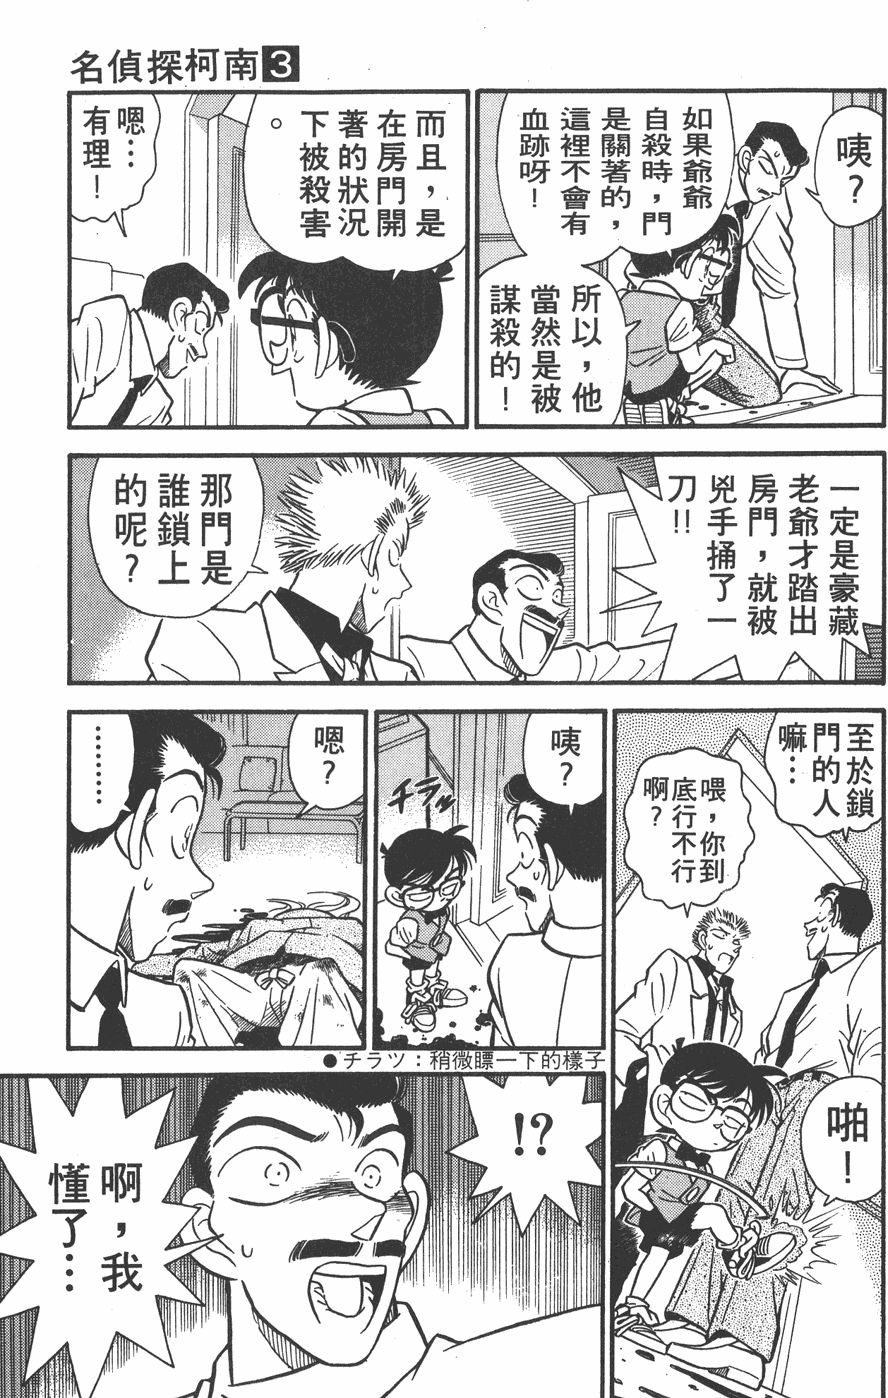 名偵探柯南3
咦?
如果爺爺
自殺時,門
是關著的,
這裡不會有
血跡呀!
所以,他
當然是被
謀殺的!
而且,是
在房門開
著的狀況
下被殺害
。
嗯…
有理!
一定是豪藏
老爺才踏出
房門,就被
兇手捅了一
刀!!
那門是
誰鎖上
的呢?
至於鎖
門的人
嘛…
喂,你到
底行不行
啊?
啪!
咦?
チラッ
嗯?
………
●チラツ:稍微瞟一下的樣子
!?
啊,我
懂了…